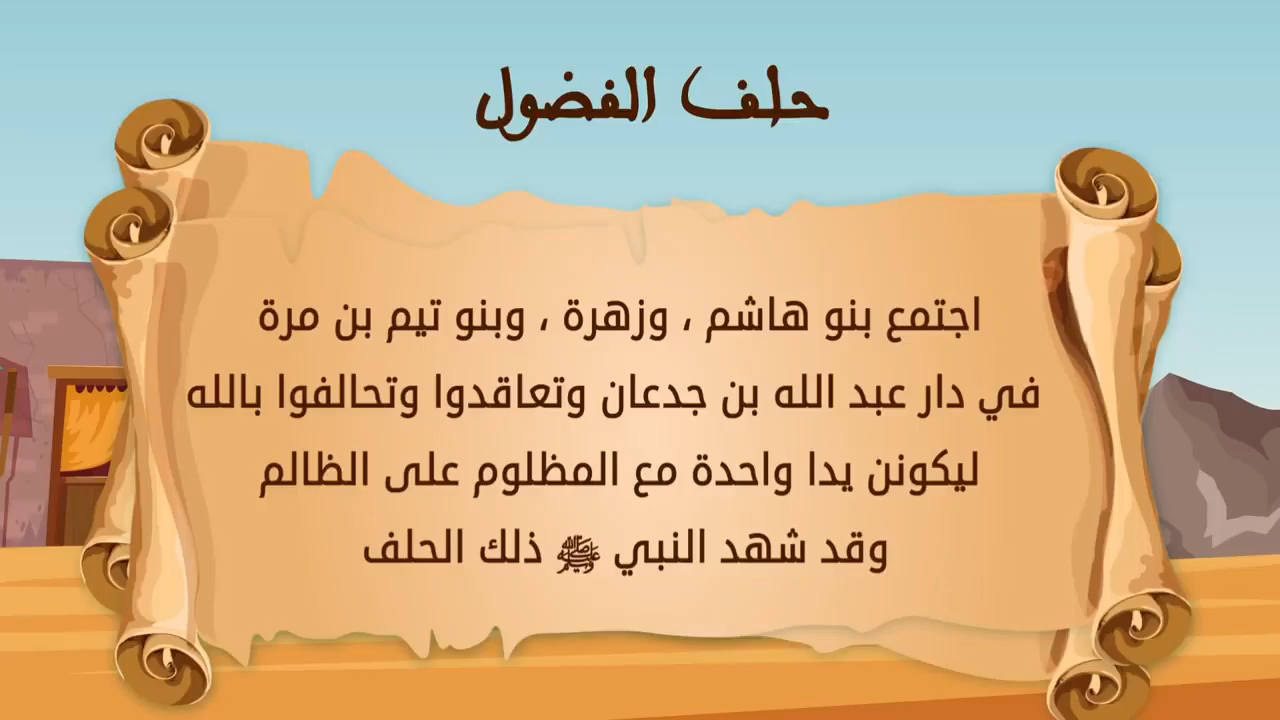 حلف الفضول
اجتمع بنو هاشم ، وزهرة ، وبنو تيم بن مرة
في دار عبد الله بن جدعان وتعاقدوا وتحالفوا بالله
ليكونن يدا واحدة مع المظلوم على الظالم
وقد شهد النبي ﷺ ذلك الحلف